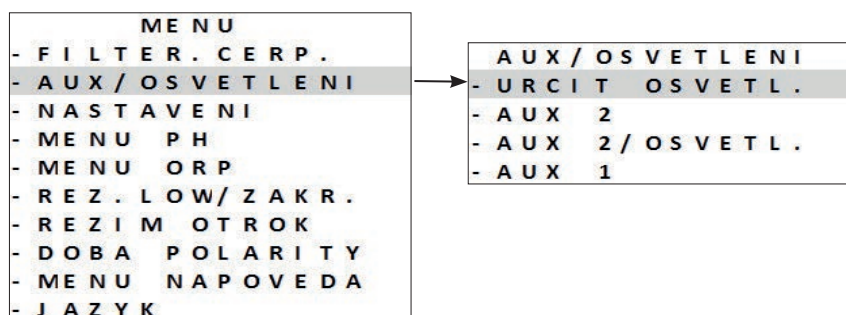 MENU
- FILTER. CERP.
- AUX/OSVETLENI
- NASTAVENI
- MENU PH
- MENU ORP
- REZ. LOW/ZAKR.
- REZIM OTROK
- DOBA POLARITY
- MENU NAPOVEDA
- JAZYK
AUX/OSVETLENI
- URCIT OSVETL.
- AUX 2
- AUX 2/OSVETL.
- AUX 1